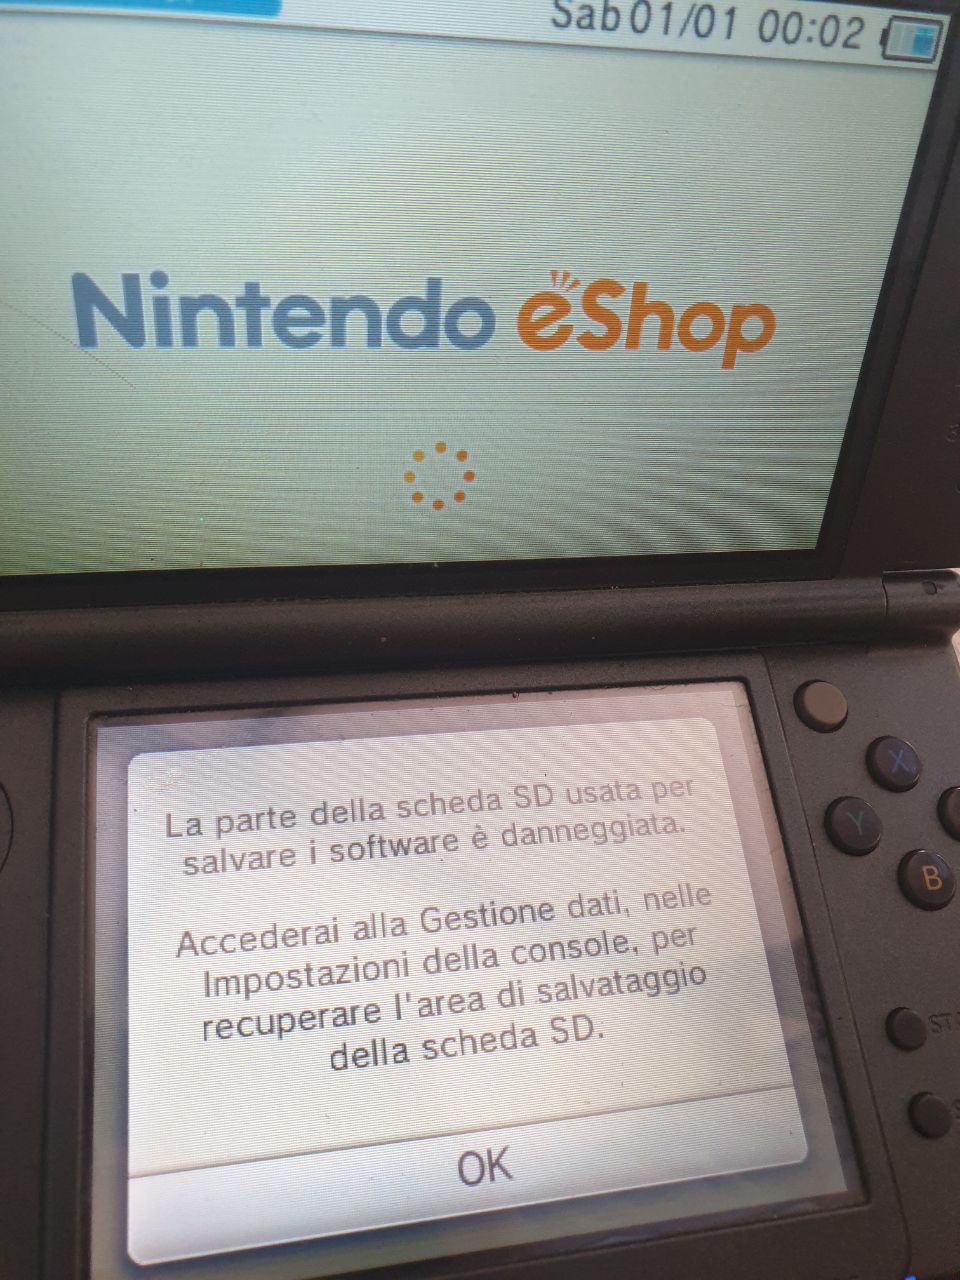 Sab 01/01 00:02
Nintendo eShop
La parte della scheda SD usata per
salvare i software è danneggiata.
Accederai alla Gestione dati, nelle
Impostazioni della console, per
recuperare l'area di salvataggio
della scheda SD.
OK
X
Y
B